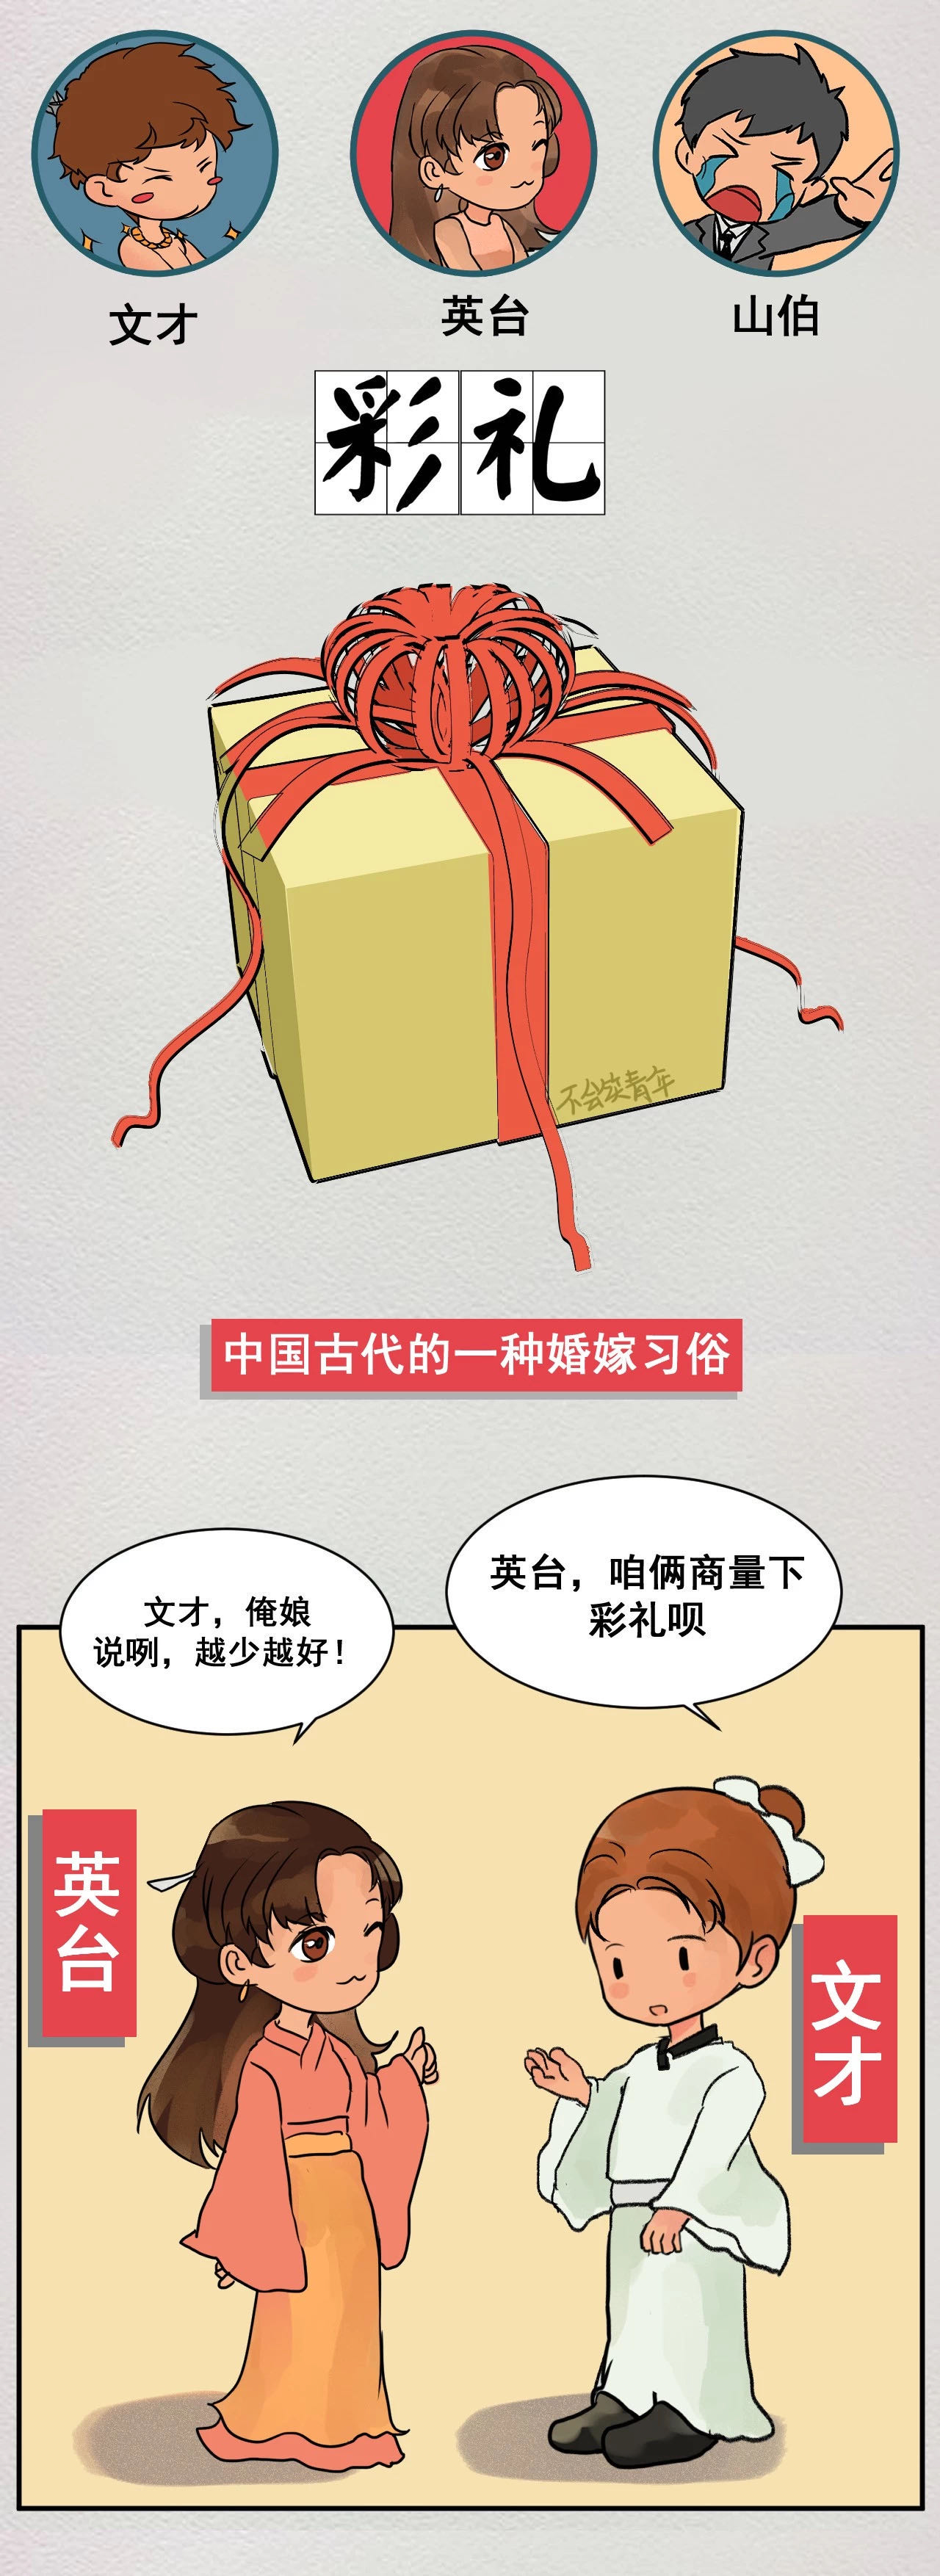 文才
英台
山伯
彩礼
不会笑青年
中国古代的一种婚嫁习俗
英台，咱俩商量下
彩礼呗
文才，俺娘
说咧，越少越好！
英台
文才